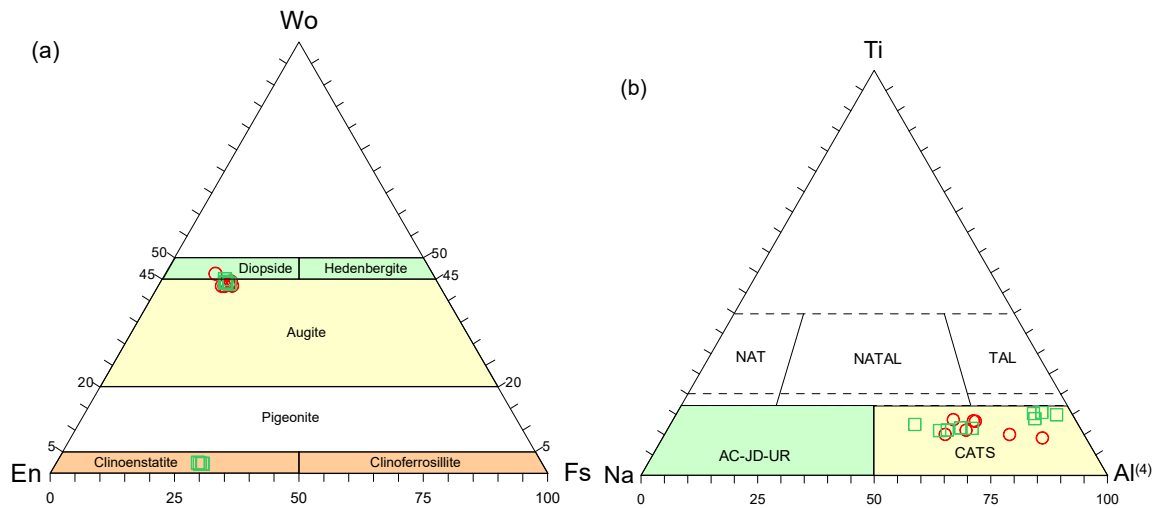 (a)
Wo
50
50
45
Diopside
Hedenbergite
45
Augite
20
20
Pigeonite
5
5
Clinoenstatite
Clinoferrosillite
En
Fs
0
25
50
75
100
(b)
Ti
NAT
NATAL
TAL
AC-JD-UR
CATS
Na
Al(4)
0
25
50
75
100